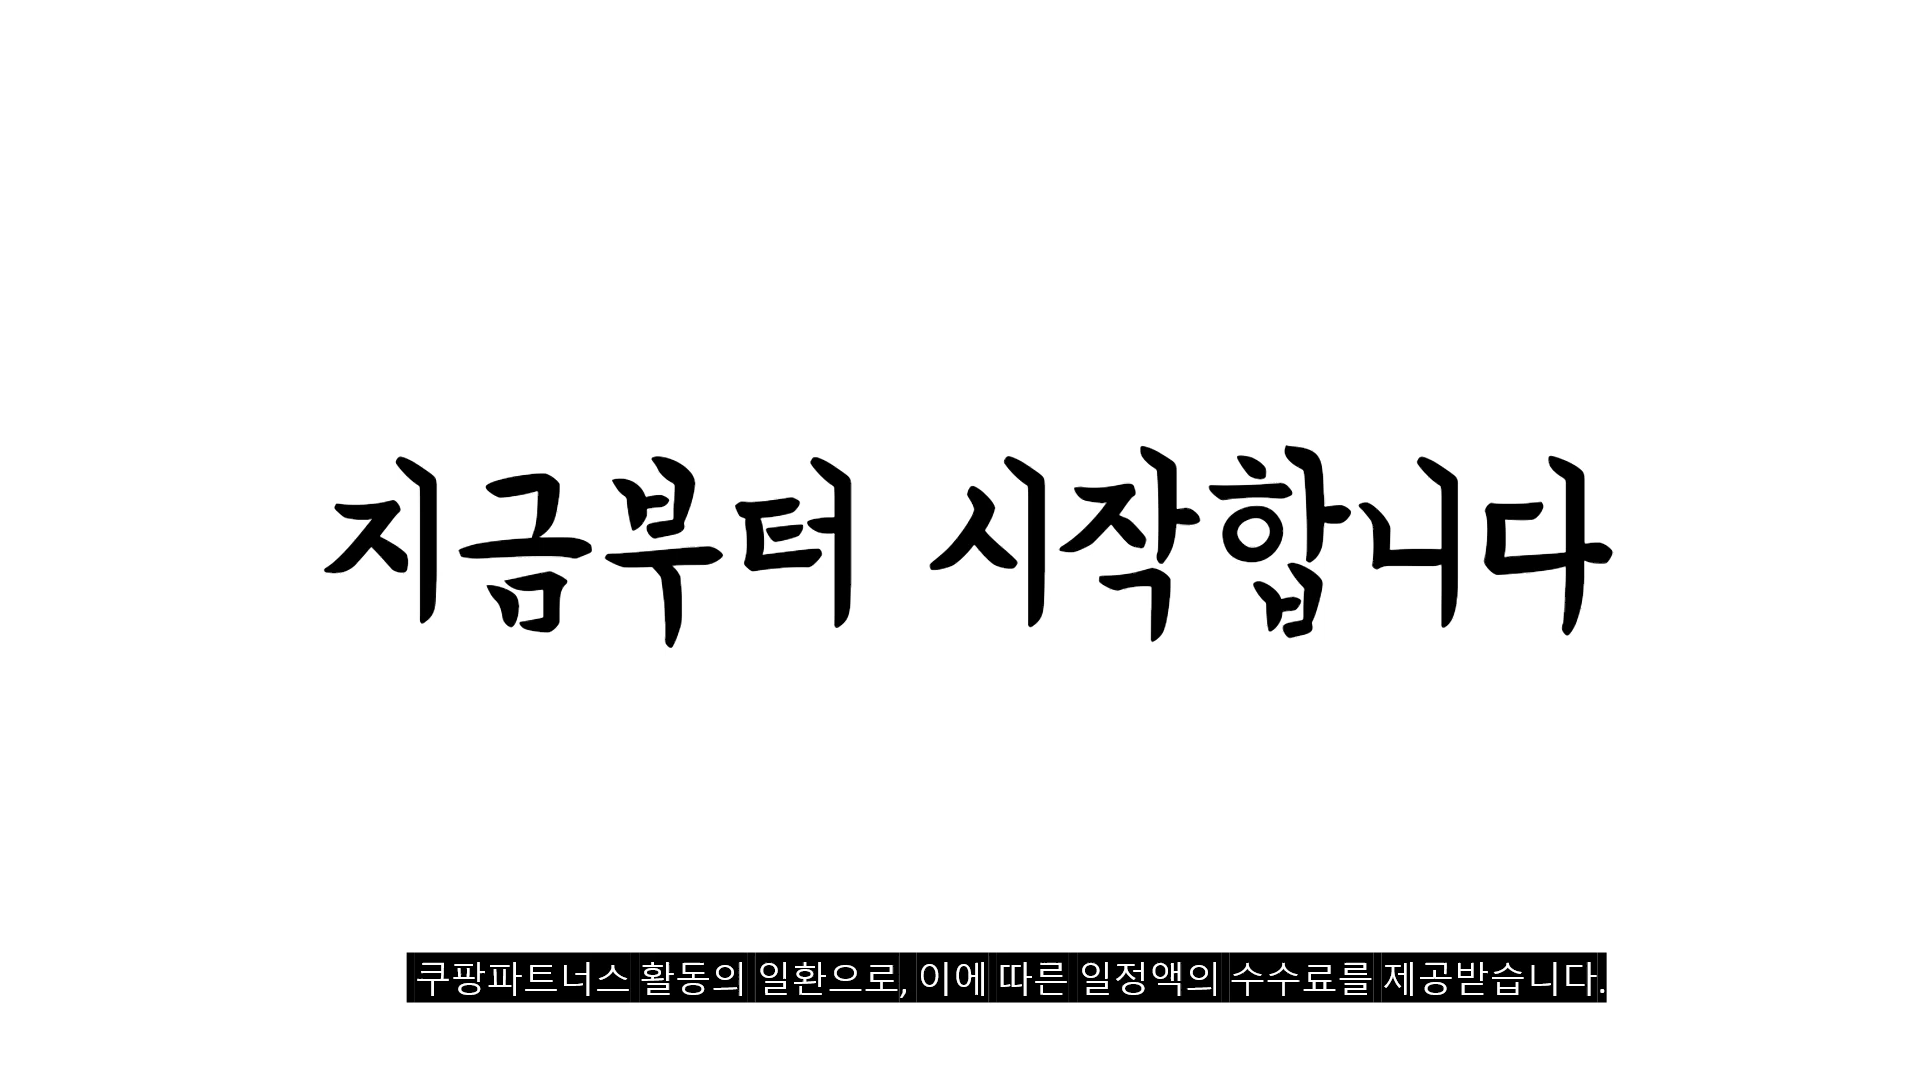 지금부터 시작합니다
쿠팡파트너스 활동의 일환으로, 이에 따른 일정액의 수수료를 제공받습니다.